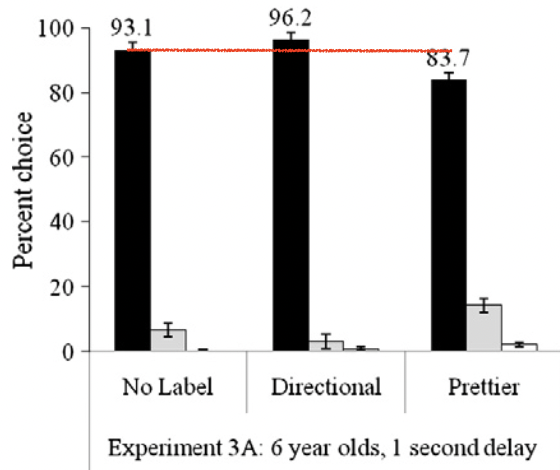 100
80
60
40
20
0
Percent choice
93.1
96.2
83.7
No Label
Directional
Prettier
Experiment 3A: 6 year olds, 1 second delay